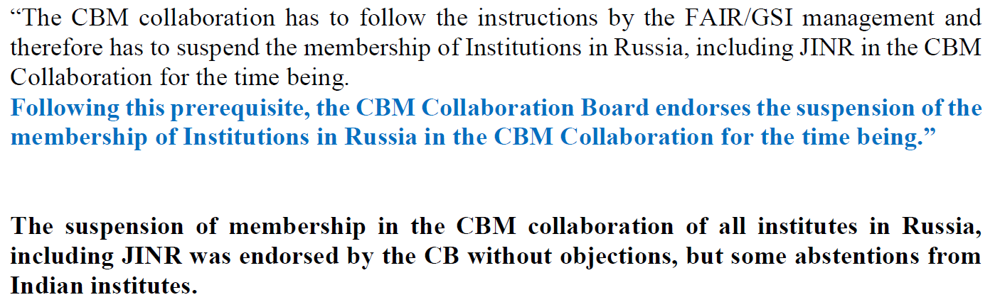 “The CBM collaboration has to follow the instructions by the FAIR/GSI management and
therefore has to suspend the membership of Institutions in Russia, including JINR in the CBM
Collaboration for the time being.
Following this prerequisite, the CBM Collaboration Board endorses the suspension of the
membership of Institutions in Russia in the CBM Collaboration for the time being.”
The suspension of membership in the CBM collaboration of all institutes in Russia,
including JINR was endorsed by the CB without objections, but some abstentions from
Indian institutes.